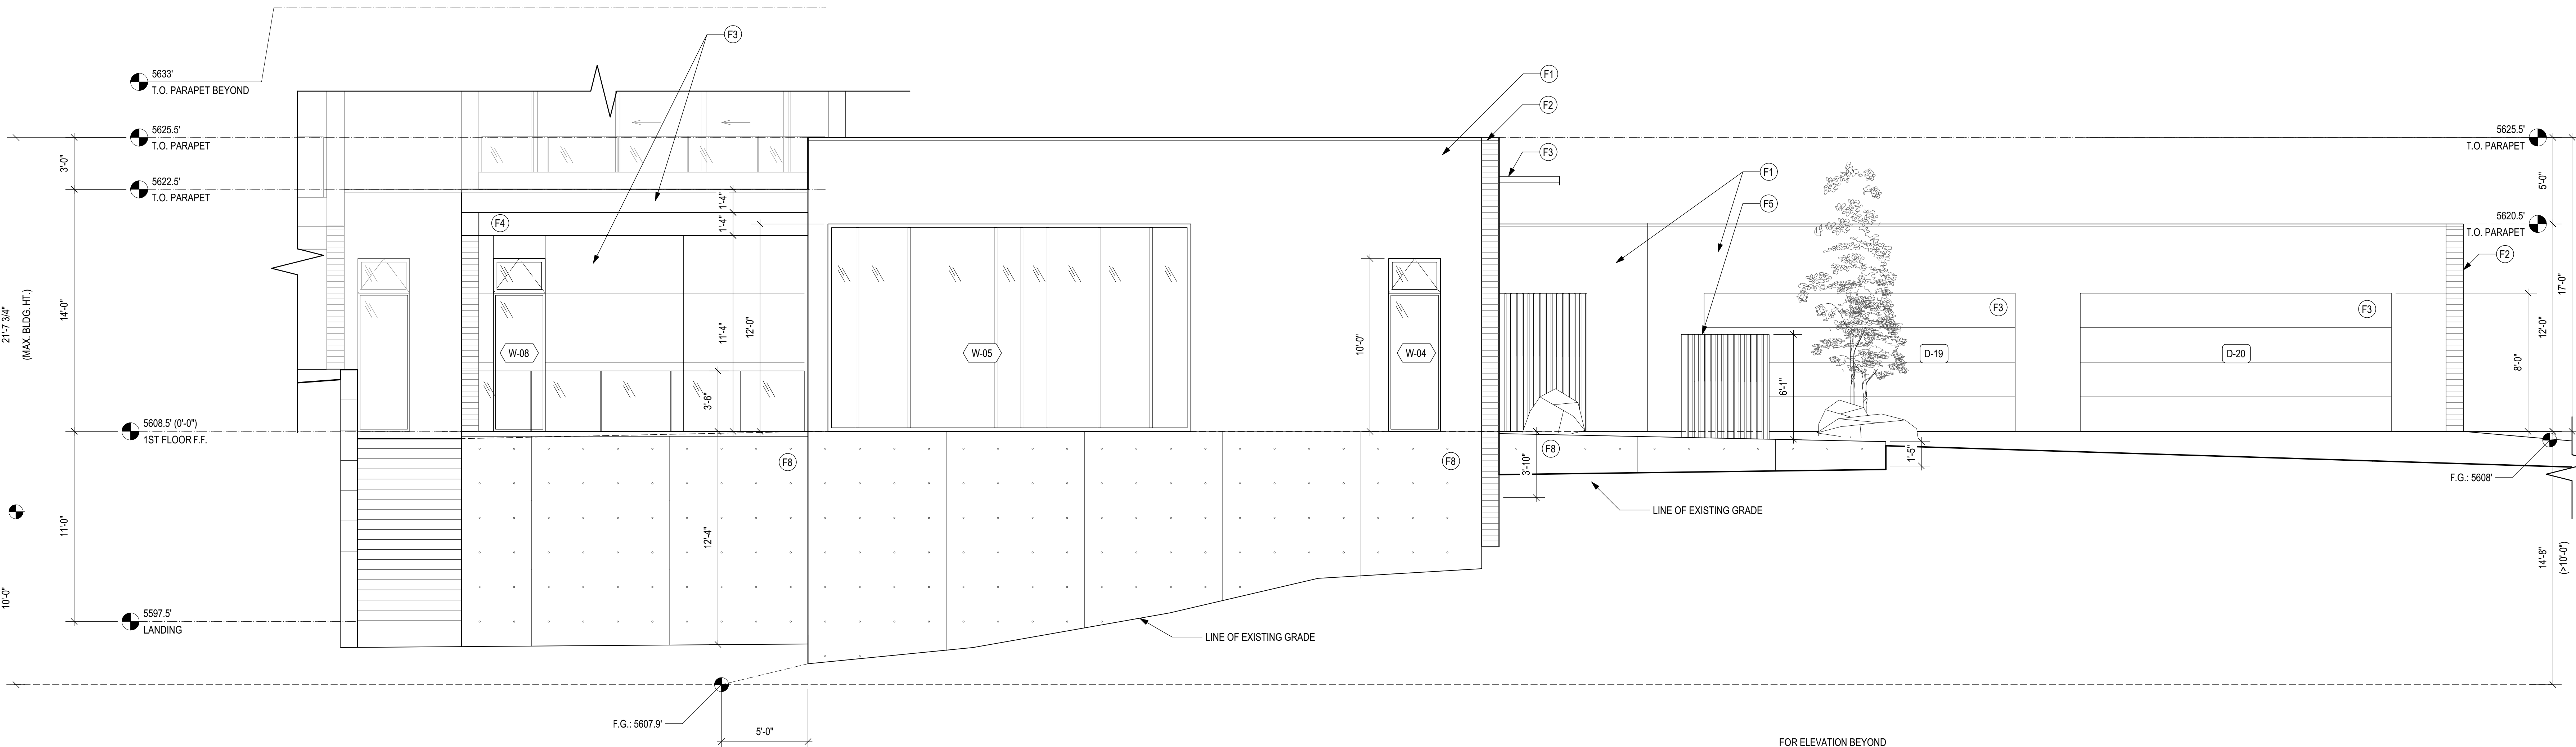 5633'
T.O. PARAPET BEYOND
5625.5'
T.O. PARAPET
5622.5'
T.O. PARAPET
5608.5' (0'-0")
1ST FLOOR F.F.
5597.5'
LANDING
21'-7 3/4"
(MAX. BLDG. HT.)
10'-0"
3'-0"
14'-0"
11'-0"
F3
F4
1'-4"
1'-4"
11'-4"
12'-0"
3'-6"
12'-4"
W-08
W-05
10'-0"
W-04
F8
F8
F1
F2
F3
F1
F5
F3
F3
F2
6'-1"
D-19
D-20
F8
3'-10"
1'-5"
LINE OF EXISTING GRADE
LINE OF EXISTING GRADE
F.G.: 5607.9'
5'-0"
5625.5'
T.O. PARAPET
5620.5'
T.O. PARAPET
5'-0"
17'-0"
12'-0"
8'-0"
F.G.: 5608'
14'-8"
(>10'-0")
FOR ELEVATION BEYOND